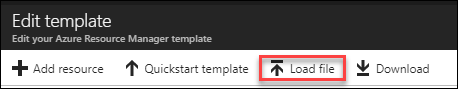 Edit template
Edit your Azure Resource Manager template
Add resource Quickstart template Load file Download